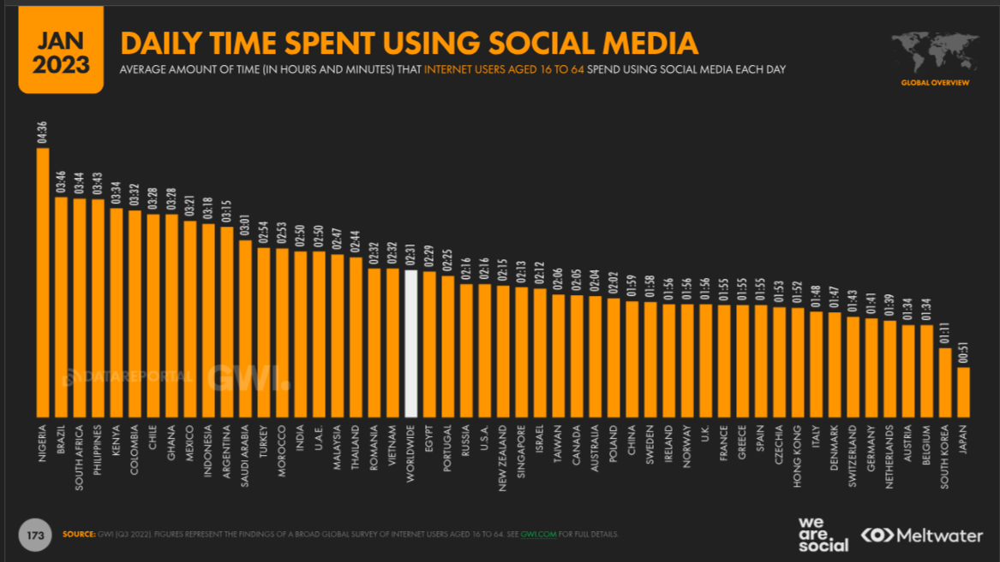 JAN
2023
DAILY TIME SPENT USING SOCIAL MEDIA
AVERAGE AMOUNT OF TIME (IN HOURS AND MINUTES) THAT INTERNET USERS AGED 16 TO 64 SPEND USING SOCIAL MEDIA EACH DAY
GLOBAL OVERVIEW
04:36
03:46
03:44
03:43
03:34
03:32
03:28
03:28
03:21
03:18
03:15
03:01
02:54
02:53
02:50
02:50
02:47
02:44
02:32
02:32
02:31
02:29
02:25
02:16
02:16
02:15
02:13
02:12
02:06
02:05
02:04
02:02
01:59
01:58
01:56
01:56
01:56
01:55
01:55
01:55
01:53
01:52
01:48
01:47
01:43
01:41
01:39
01:34
01:34
01:11
00:51
DATAREPORTAL
GWI.
NIGERIA
BRAZIL
SOUTH AFRICA
PHILIPPINES
KENYA
COLOMBIA
CHILE
GHANA
MEXICO
INDONESIA
ARGENTINA
SAUDI ARABIA
TURKEY
MOROCCO
INDIA
U.A.E.
MALAYSIA
THAILAND
ROMANIA
VIETNAM
WORLDWIDE
EGYPT
PORTUGAL
RUSSIA
U.S.A.
NEW ZEALAND
SINGAPORE
ISRAEL
TAIWAN
CANADA
AUSTRALIA
POLAND
CHINA
SWEDEN
IRELAND
NORWAY
U.K.
FRANCE
GREECE
SPAIN
CZECHIA
HONG KONG
ITALY
DENMARK
SWITZERLAND
GERMANY
NETHERLANDS
AUSTRIA
BELGIUM
SOUTH KOREA
JAPAN
173
SOURCE: GWI (Q3 2022). FIGURES REPRESENT THE FINDINGS OF A BROAD GLOBAL SURVEY OF INTERNET USERS AGED 16 TO 64. SEE GWI.COM FOR FULL DETAILS.
we
are
social
Meltwater